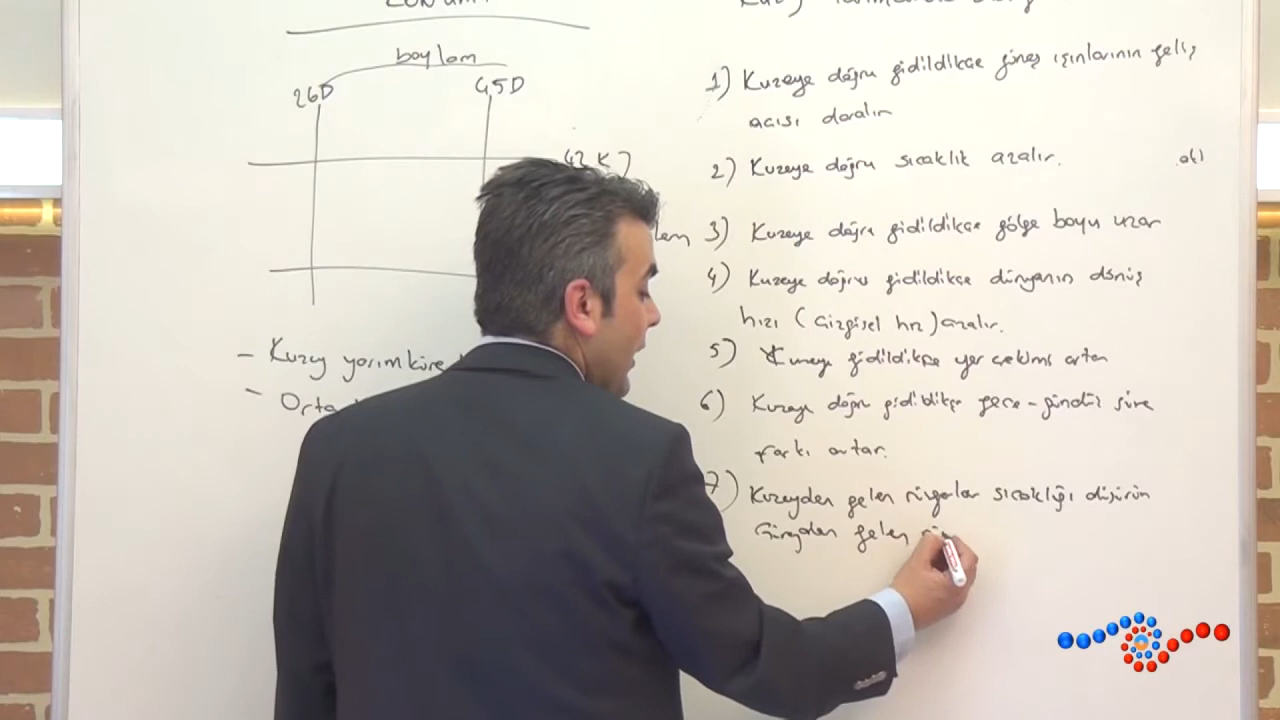 boylam
26D 45D
42 K
1) Kuzeye doğru gidildikçe güneş ışınlarının geliş
açısı daralır
2) Kuzeye doğru sıcaklık azalır.
3) Kuzeye doğru gidildikçe gölge boyu uzar
4) Kuzeye doğru gidildikçe dünyanın dönüş
hızı (Çizgisel hız) azalır.
5) Kuzeye gidildikçe yer çekimi artar
6) Kuzeye doğru gidildikçe gece-gündüz süre
farkı artar.
7) Kuzeyden gelen rüzgarlar sıcaklığı düşürür
Güneyden gelen
- Kuzey yarımküre
- Orta